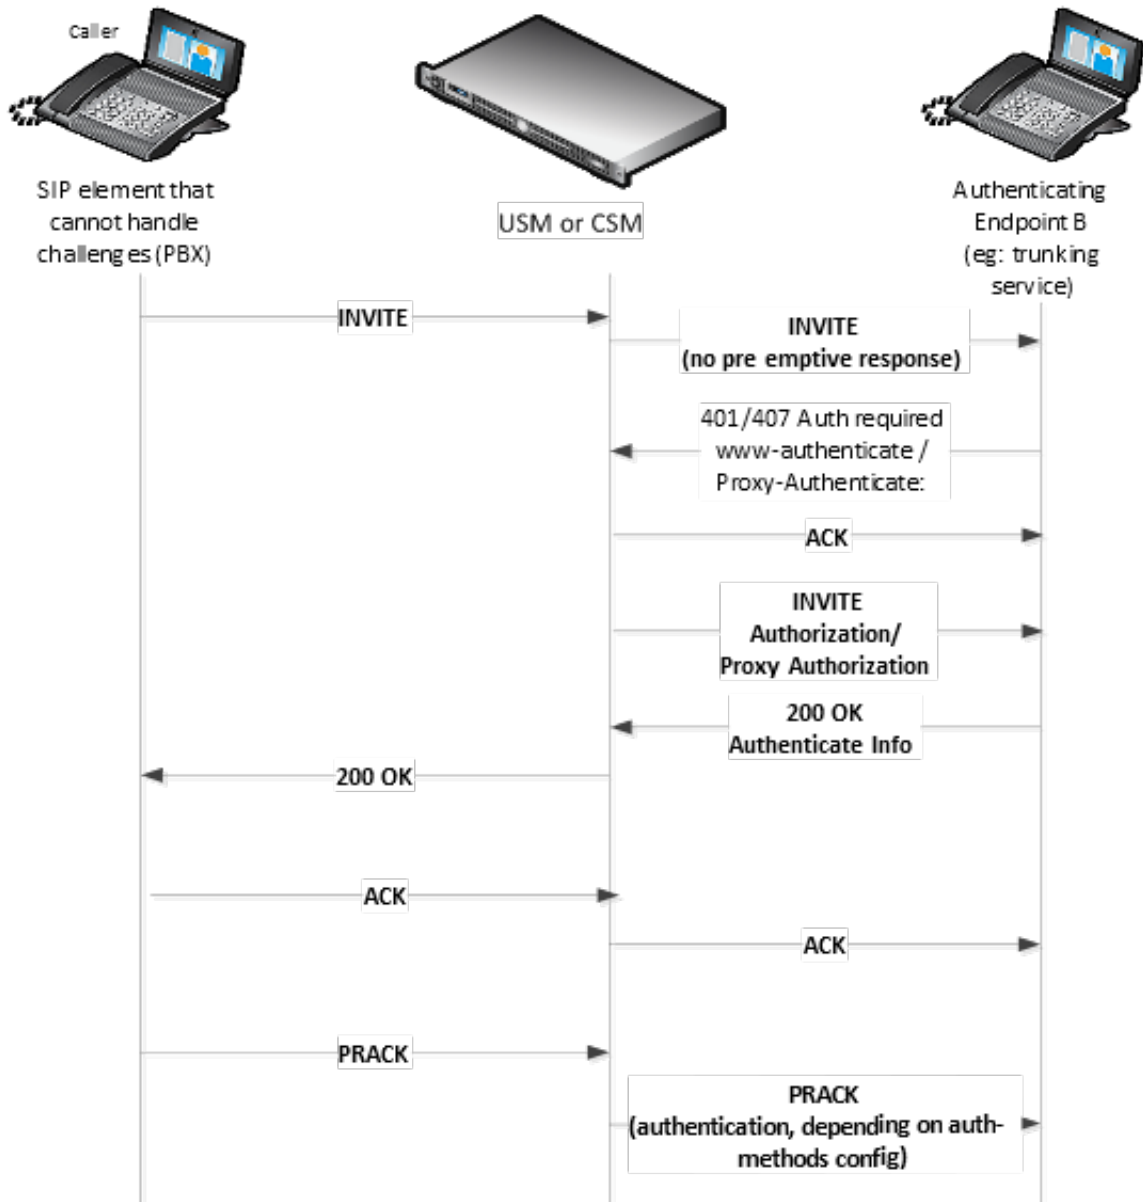 Caller
SIP element that
cannot handle
challenges (PBX)
USM or CSM
Authenticating
Endpoint B
(eg: trunking
service)
INVITE
INVITE
(no pre emptive response)
401/407 Auth required
www-authenticate /
Proxy-Authenticate:
ACK
INVITE
Authorization/
Proxy Authorization
200 OK
Authenticate Info
200 OK
ACK
ACK
PRACK
PRACK
(authentication, depending on auth-
methods config)